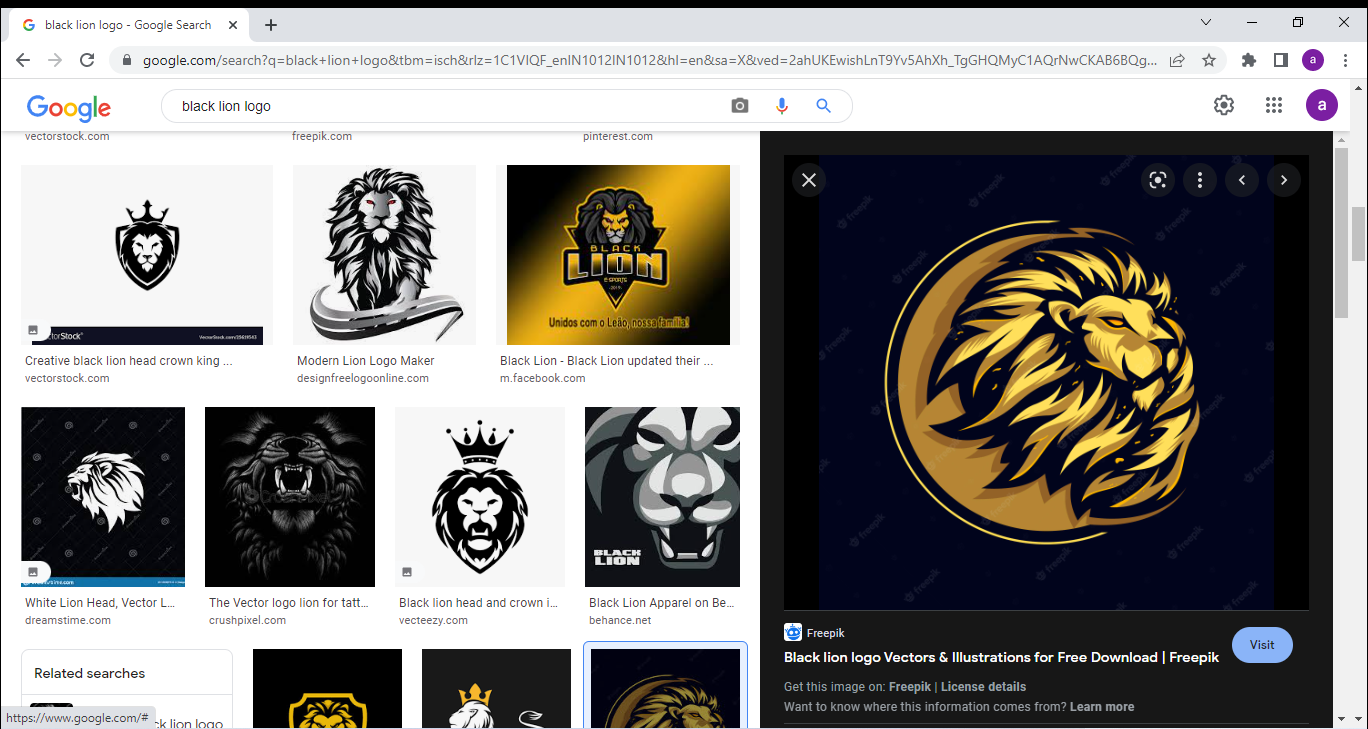 black lion logo - Google Search
google.com/search?q=black+lion+logo&tbm=isch&rlz=1C1VIQF_enIN1012IN1012&hl=en&sa=X&ved=2ahUKEwishLnT9Yv5AhXh_TgGHQMyC1AQrNwCKAB6BQg...
a
Google
black lion logo
a
vectorstock.com
freepik.com
pinterest.com
VectorStock®
VectorStock.com/25619563
Creative black lion head crown king ...
vectorstock.com
Modern Lion Logo Maker
designfreelogoonline.com
BLACK
LION
E-SPORTS
-2019-
Unidos com o Leão, nossa família!
Black Lion - Black Lion updated their ...
m.facebook.com
White Lion Head, Vector L...
dreamstime.com
The Vector logo lion for tatt...
crushpixel.com
Black lion head and crown i...
vecteezy.com
BLACK
LION
Black Lion Apparel on Be...
behance.net
Related searches
ck lion logo
https://www.google.com/#
freepik
Freepik
Black lion logo Vectors & Illustrations for Free Download | Freepik
Visit
Get this image on: Freepik | License details
Want to know where this information comes from? Learn more